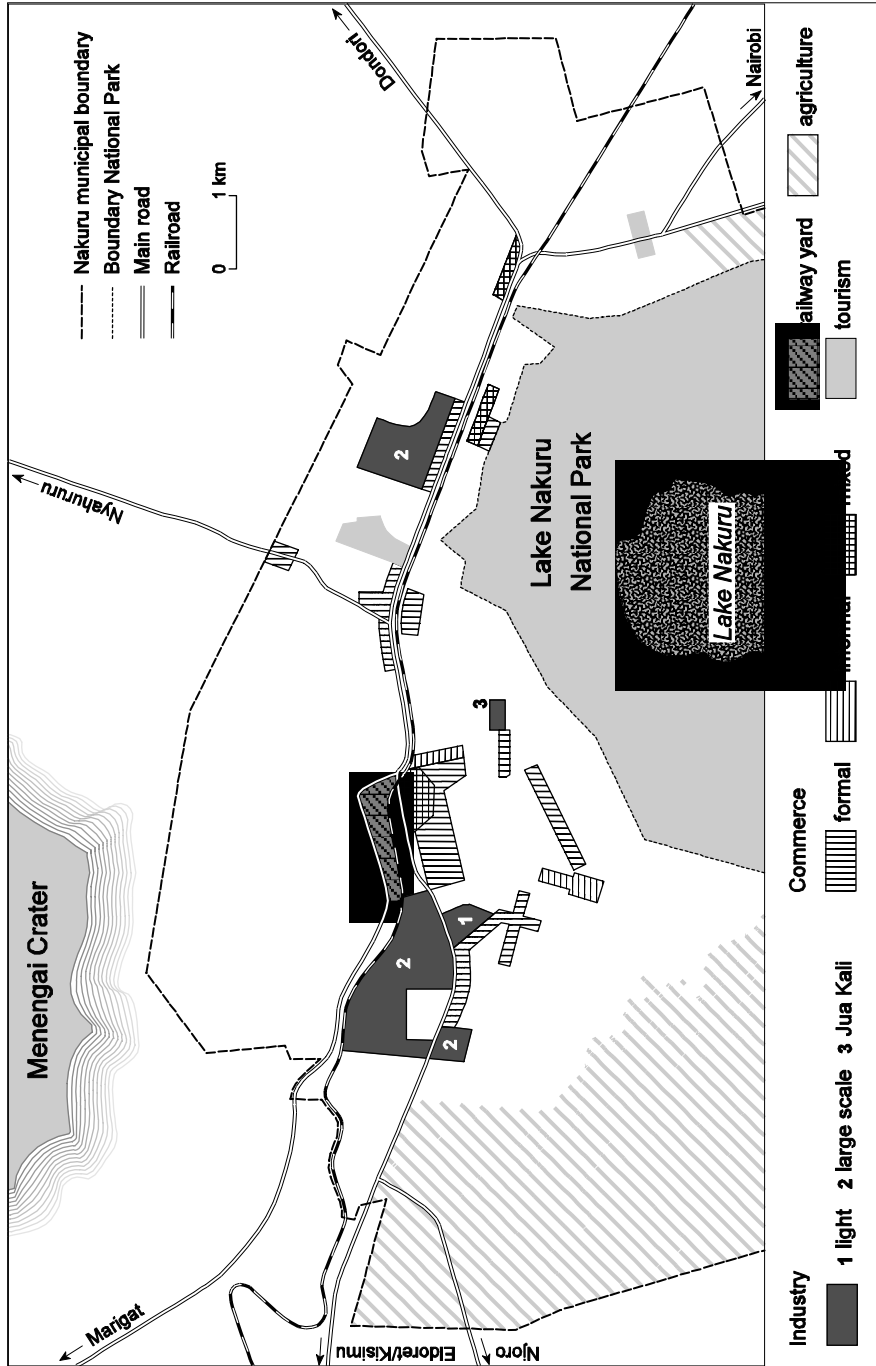 Menengai Crater
Marigat
Nyahururu
Dondori
Nakuru municipal boundary
Boundary National Park
Main road
Railroad
0 1 km
2
2
2
1
3
Eldoret/Kisimu
Njoro
Nairobi
Lake Nakuru
National Park
Lake Nakuru
Industry
1 light 2 large scale 3 Jua Kali
Commerce
formal
informal
mixed
railway yard
tourism
agriculture